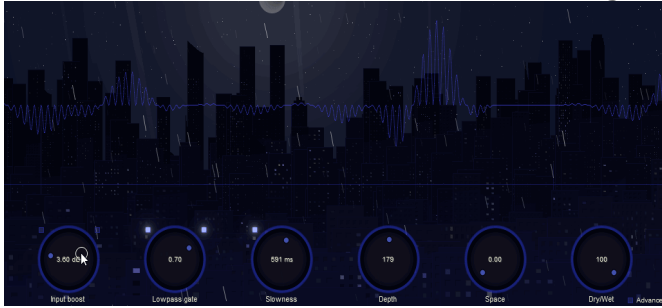 3.60 dB
0.70
591 ms
179
0.00
100
Input boost
Lowpass gate
Slowness
Depth
Space
Dry/Wet